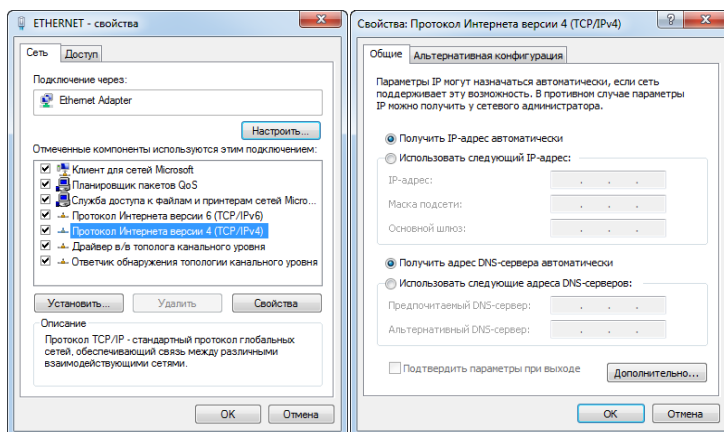 ETHERNET - свойства
Сеть
Доступ
Подключение через:
Ethernet Adapter
Настроить...
Отмеченные компоненты используются этим подключением:
Клиент для сетей Microsoft
Планировщик пакетов QoS
Служба доступа к файлам и принтерам сетей Micro...
Протокол Интернета версии 6 (TCP/IPv6)
Протокол Интернета версии 4 (TCP/IPv4)
Драйвер в/в тополога канального уровня
Ответчик обнаружения топологии канального уровня
Установить...
Удалить
Свойства
Описание
Протокол TCP/IP - стандартный протокол глобальных
сетей, обеспечивающий связь между различными
взаимодействующими сетями.
OK
Отмена
Свойства: Протокол Интернета версии 4 (TCP/IPv4)
Общие
Альтернативная конфигурация
Параметры IP могут назначаться автоматически, если сеть
поддерживает эту возможность. В противном случае параметры
IP можно получить у сетевого администратора.
Получить IP-адрес автоматически
Использовать следующий IP-адрес:
IP-адрес:
Маска подсети:
Основной шлюз:
Получить адрес DNS-сервера автоматически
Использовать следующие адреса DNS-серверов:
Предпочитаемый DNS-сервер:
Альтернативный DNS-сервер:
Подтвердить параметры при выходе
Дополнительно...
OK
Отмена